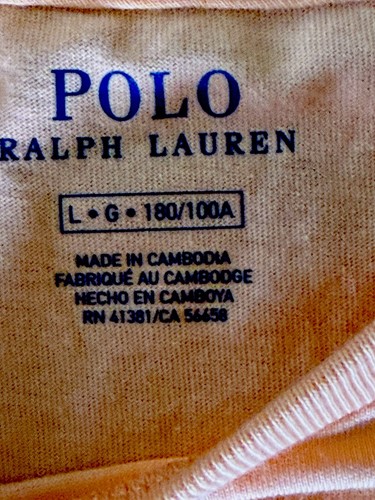 POLO
RALPH LAUREN
L • G • 180/100A
MADE IN CAMBODIA
FABRIQUÉ AU CAMBODGE
HECHO EN CAMBOYA
RN 41381/CA 56658